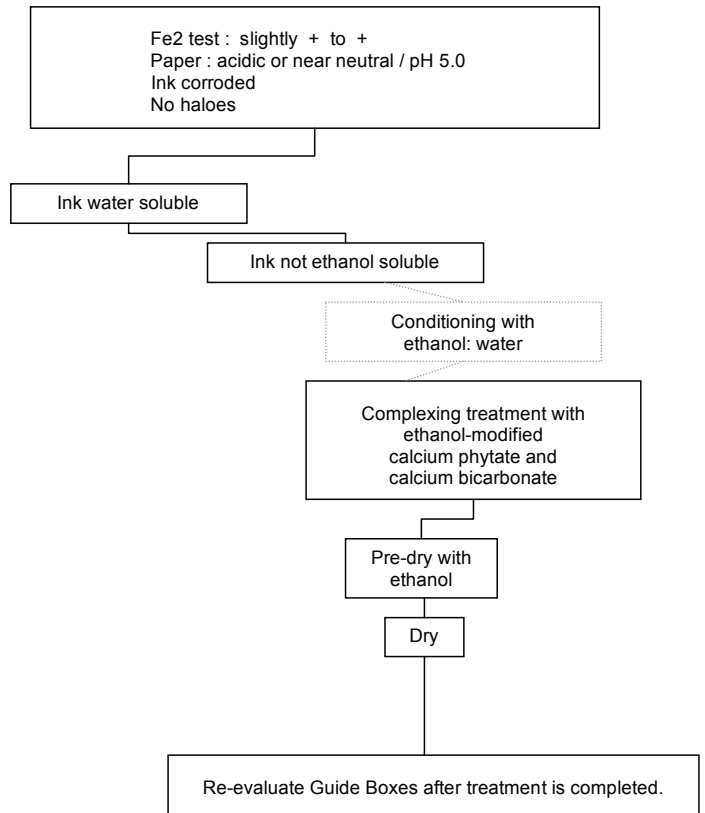 Fe2 test : slightly + to +
Paper : acidic or near neutral / pH 5.0
Ink corroded
No haloes
Ink water soluble
Ink not ethanol soluble
Conditioning with
ethanol: water
Complexing treatment with
ethanol-modified
calcium phytate and
calcium bicarbonate
Pre-dry with
ethanol
Dry
Re-evaluate Guide Boxes after treatment is completed.